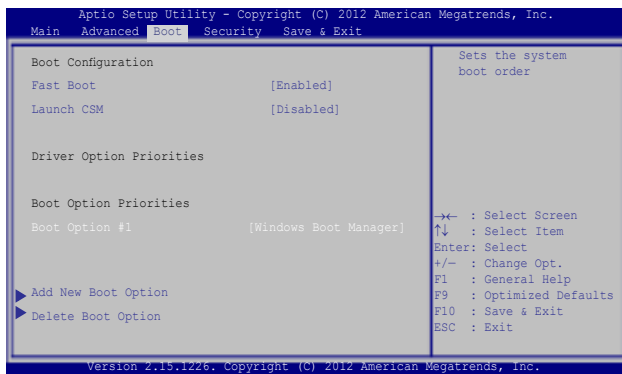 Aptio Setup Utility - Copyright (C) 2012 American Megatrends, Inc.
Main Advanced Boot Security Save & Exit
Boot Configuration
Fast Boot [Enabled]
Launch CSM [Disabled]
Driver Option Priorities
Boot Option Priorities
Boot Option #1 [Windows Boot Manager]
Add New Boot Option
Delete Boot Option
Sets the system
boot order
→← : Select Screen
↑↓ : Select Item
Enter: Select
+/— : Change Opt.
F1 : General Help
F9 : Optimized Defaults
F10 : Save & Exit
ESC : Exit
Version 2.15.1226. Copyright (C) 2012 American Megatrends, Inc.